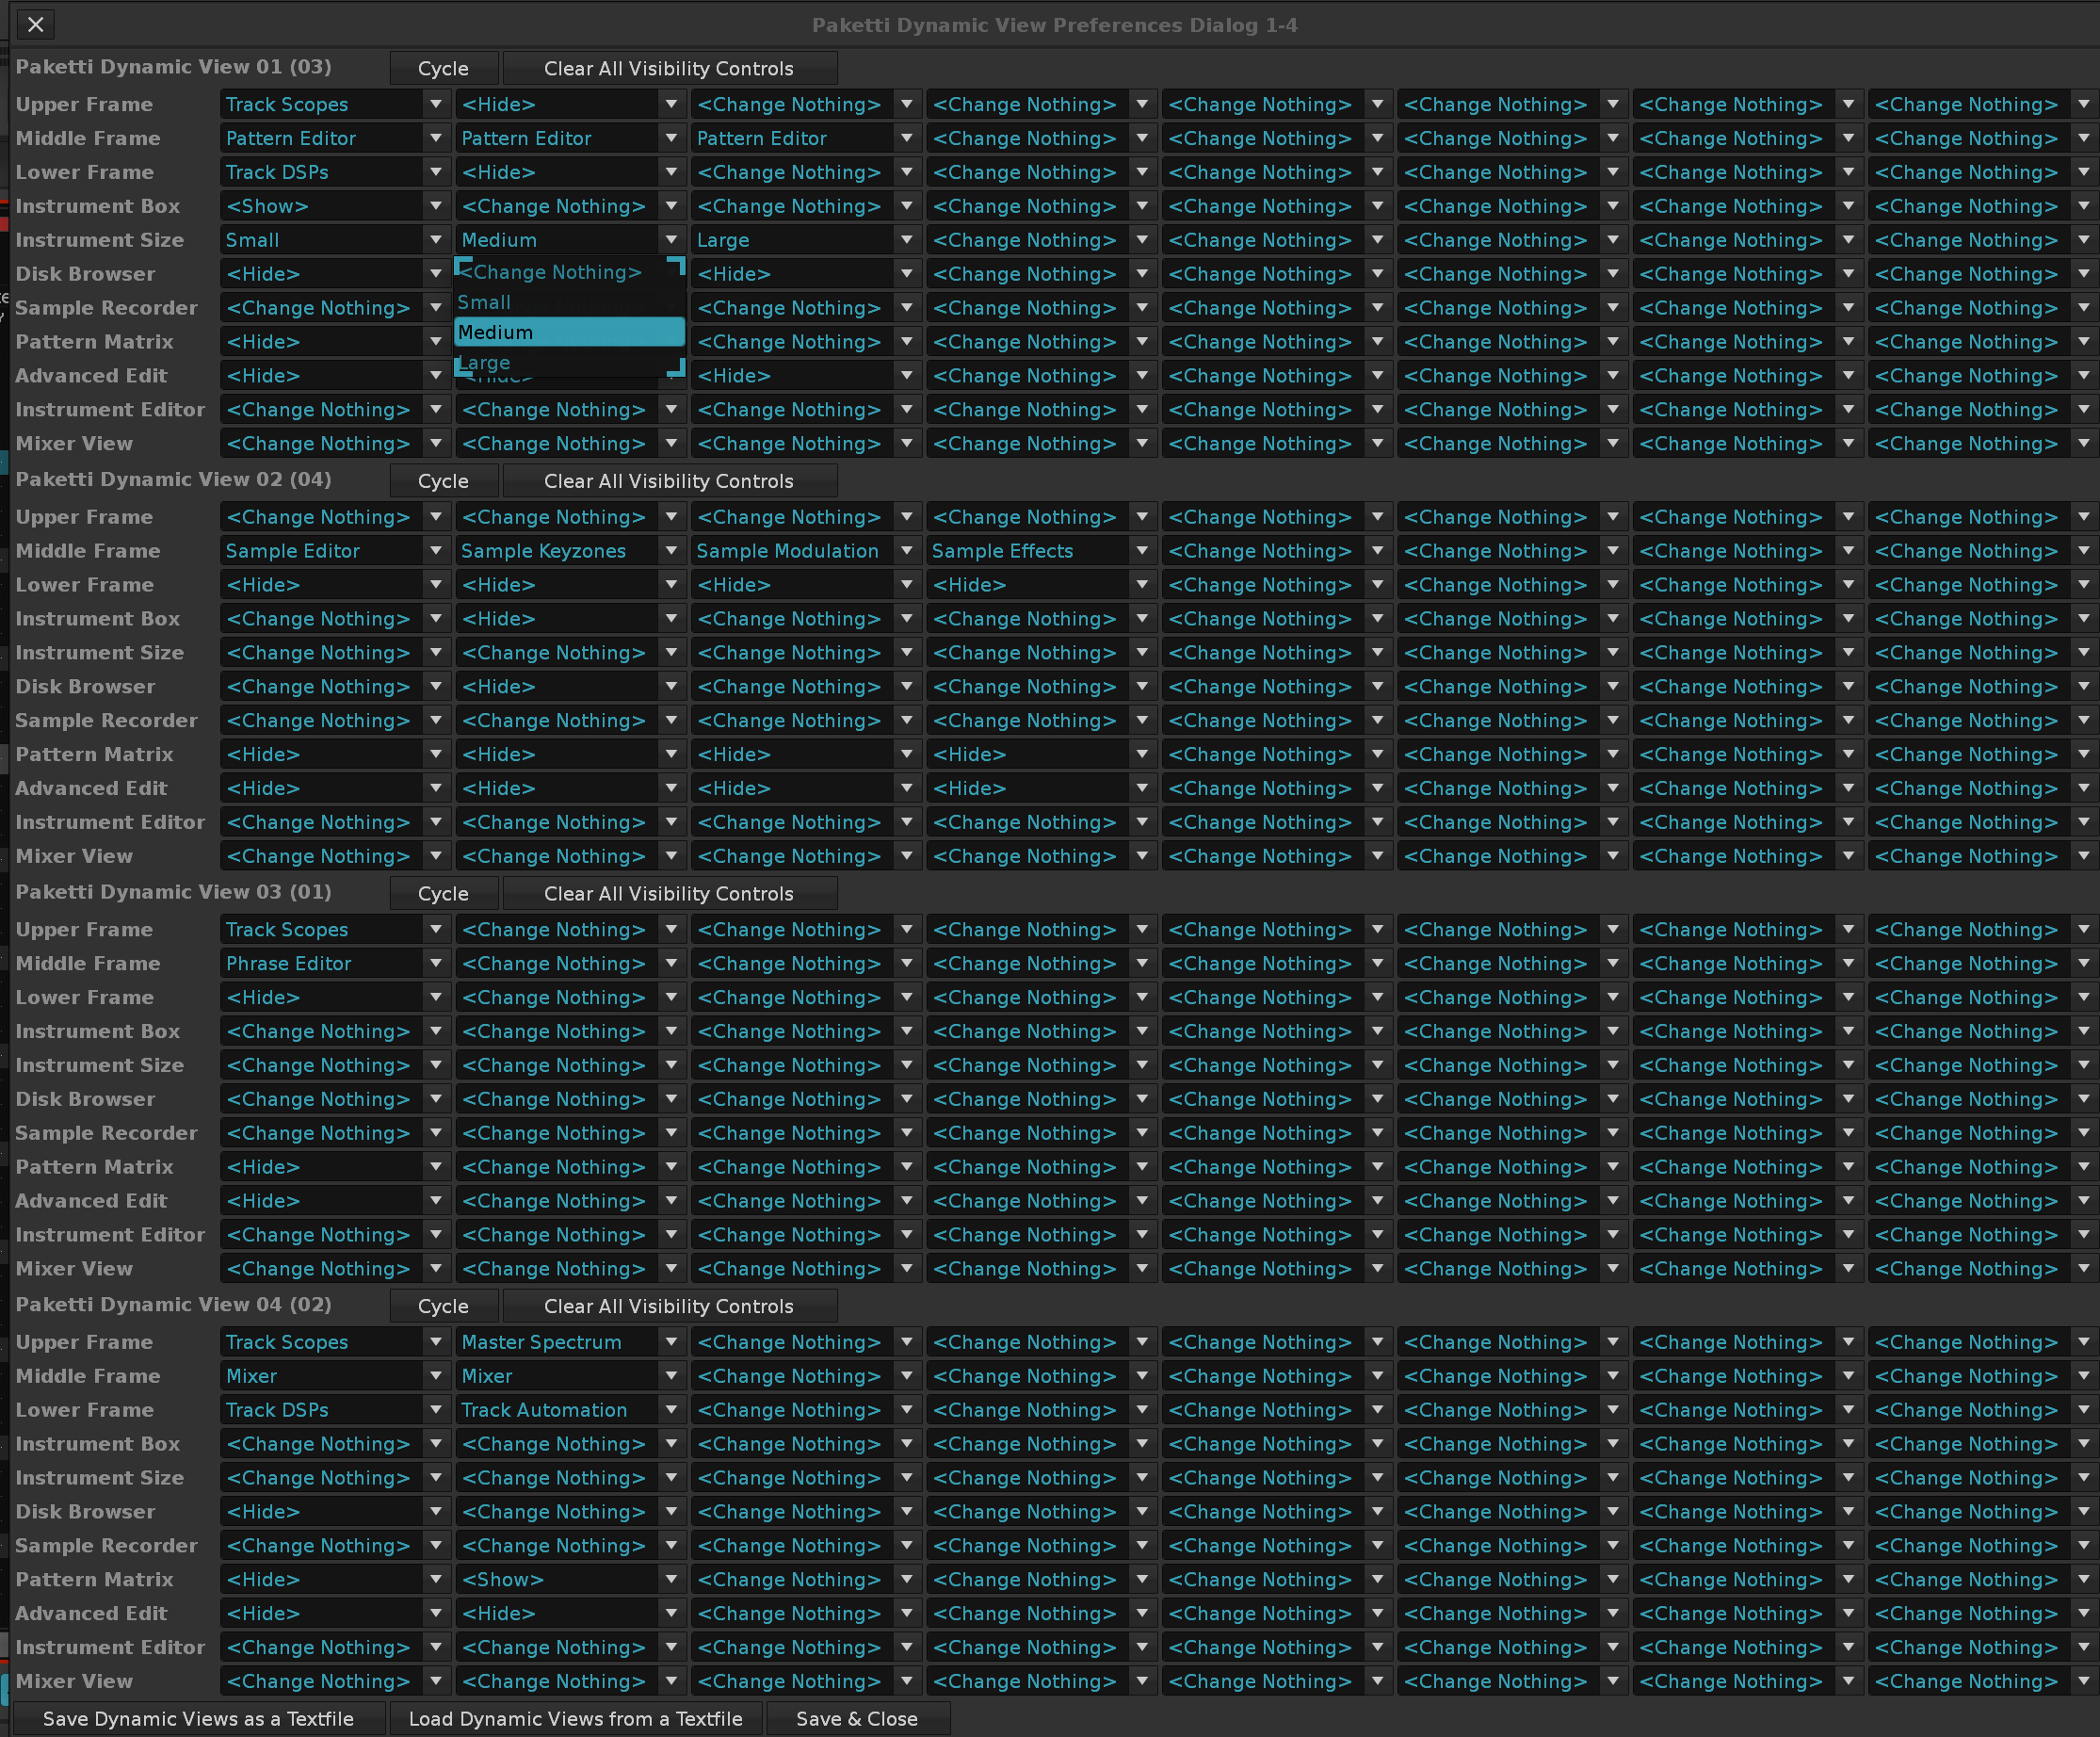 Paketti Dynamic View Preferences Dialog 1-4
Paketti Dynamic View 01 (03) Cycle Clear All Visibility Controls
Upper Frame Track Scopes <Hide> <Change Nothing> <Change Nothing> <Change Nothing> <Change Nothing> <Change Nothing> <Change Nothing>
Middle Frame Pattern Editor Pattern Editor Pattern Editor <Change Nothing> <Change Nothing> <Change Nothing> <Change Nothing> <Change Nothing>
Lower Frame Track DSPs <Hide> <Change Nothing> <Change Nothing> <Change Nothing> <Change Nothing> <Change Nothing> <Change Nothing>
Instrument Box <Show> <Change Nothing> <Change Nothing> <Change Nothing> <Change Nothing> <Change Nothing> <Change Nothing> <Change Nothing>
Instrument Size Small Medium Large <Change Nothing> <Change Nothing> <Change Nothing> <Change Nothing> <Change Nothing>
Disk Browser <Hide> <Change Nothing> <Hide> <Change Nothing> <Change Nothing> <Change Nothing> <Change Nothing> <Change Nothing>
Sample Recorder <Change Nothing> Small <Change Nothing> <Change Nothing> <Change Nothing> <Change Nothing> <Change Nothing> <Change Nothing>
Pattern Matrix <Hide> Medium <Change Nothing> <Change Nothing> <Change Nothing> <Change Nothing> <Change Nothing> <Change Nothing>
Advanced Edit <Hide> Large <Hide> <Change Nothing> <Change Nothing> <Change Nothing> <Change Nothing> <Change Nothing>
Instrument Editor <Change Nothing> <Change Nothing> <Change Nothing> <Change Nothing> <Change Nothing> <Change Nothing> <Change Nothing> <Change Nothing>
Mixer View <Change Nothing> <Change Nothing> <Change Nothing> <Change Nothing> <Change Nothing> <Change Nothing> <Change Nothing> <Change Nothing>
Paketti Dynamic View 02 (04) Cycle Clear All Visibility Controls
Upper Frame <Change Nothing> <Change Nothing> <Change Nothing> <Change Nothing> <Change Nothing> <Change Nothing> <Change Nothing> <Change Nothing>
Middle Frame Sample Editor Sample Keyzones Sample Modulation Sample Effects <Change Nothing> <Change Nothing> <Change Nothing> <Change Nothing>
Lower Frame <Hide> <Hide> <Hide> <Hide> <Change Nothing> <Change Nothing> <Change Nothing> <Change Nothing>
Instrument Box <Change Nothing> <Hide> <Change Nothing> <Change Nothing> <Change Nothing> <Change Nothing> <Change Nothing> <Change Nothing>
Instrument Size <Change Nothing> <Change Nothing> <Change Nothing> <Change Nothing> <Change Nothing> <Change Nothing> <Change Nothing> <Change Nothing>
Disk Browser <Change Nothing> <Hide> <Change Nothing> <Change Nothing> <Change Nothing> <Change Nothing> <Change Nothing> <Change Nothing>
Sample Recorder <Change Nothing> <Change Nothing> <Change Nothing> <Change Nothing> <Change Nothing> <Change Nothing> <Change Nothing> <Change Nothing>
Pattern Matrix <Hide> <Hide> <Hide> <Hide> <Change Nothing> <Change Nothing> <Change Nothing> <Change Nothing>
Advanced Edit <Hide> <Hide> <Hide> <Hide> <Change Nothing> <Change Nothing> <Change Nothing> <Change Nothing>
Instrument Editor <Change Nothing> <Change Nothing> <Change Nothing> <Change Nothing> <Change Nothing> <Change Nothing> <Change Nothing> <Change Nothing>
Mixer View <Change Nothing> <Change Nothing> <Change Nothing> <Change Nothing> <Change Nothing> <Change Nothing> <Change Nothing> <Change Nothing>
Paketti Dynamic View 03 (01) Cycle Clear All Visibility Controls
Upper Frame Track Scopes <Change Nothing> <Change Nothing> <Change Nothing> <Change Nothing> <Change Nothing> <Change Nothing> <Change Nothing>
Middle Frame Phrase Editor <Change Nothing> <Change Nothing> <Change Nothing> <Change Nothing> <Change Nothing> <Change Nothing> <Change Nothing>
Lower Frame <Hide> <Change Nothing> <Change Nothing> <Change Nothing> <Change Nothing> <Change Nothing> <Change Nothing> <Change Nothing>
Instrument Box <Change Nothing> <Change Nothing> <Change Nothing> <Change Nothing> <Change Nothing> <Change Nothing> <Change Nothing> <Change Nothing>
Instrument Size <Change Nothing> <Change Nothing> <Change Nothing> <Change Nothing> <Change Nothing> <Change Nothing> <Change Nothing> <Change Nothing>
Disk Browser <Change Nothing> <Change Nothing> <Change Nothing> <Change Nothing> <Change Nothing> <Change Nothing> <Change Nothing> <Change Nothing>
Sample Recorder <Change Nothing> <Change Nothing> <Change Nothing> <Change Nothing> <Change Nothing> <Change Nothing> <Change Nothing> <Change Nothing>
Pattern Matrix <Hide> <Change Nothing> <Change Nothing> <Change Nothing> <Change Nothing> <Change Nothing> <Change Nothing> <Change Nothing>
Advanced Edit <Hide> <Change Nothing> <Change Nothing> <Change Nothing> <Change Nothing> <Change Nothing> <Change Nothing> <Change Nothing>
Instrument Editor <Change Nothing> <Change Nothing> <Change Nothing> <Change Nothing> <Change Nothing> <Change Nothing> <Change Nothing> <Change Nothing>
Mixer View <Change Nothing> <Change Nothing> <Change Nothing> <Change Nothing> <Change Nothing> <Change Nothing> <Change Nothing> <Change Nothing>
Paketti Dynamic View 04 (02) Cycle Clear All Visibility Controls
Upper Frame Track Scopes Master Spectrum <Change Nothing> <Change Nothing> <Change Nothing> <Change Nothing> <Change Nothing> <Change Nothing>
Middle Frame Mixer Mixer <Change Nothing> <Change Nothing> <Change Nothing> <Change Nothing> <Change Nothing> <Change Nothing>
Lower Frame Track DSPs Track Automation <Change Nothing> <Change Nothing> <Change Nothing> <Change Nothing> <Change Nothing> <Change Nothing>
Instrument Box <Change Nothing> <Change Nothing> <Change Nothing> <Change Nothing> <Change Nothing> <Change Nothing> <Change Nothing> <Change Nothing>
Instrument Size <Change Nothing> <Change Nothing> <Change Nothing> <Change Nothing> <Change Nothing> <Change Nothing> <Change Nothing> <Change Nothing>
Disk Browser <Hide> <Change Nothing> <Change Nothing> <Change Nothing> <Change Nothing> <Change Nothing> <Change Nothing> <Change Nothing>
Sample Recorder <Change Nothing> <Change Nothing> <Change Nothing> <Change Nothing> <Change Nothing> <Change Nothing> <Change Nothing> <Change Nothing>
Pattern Matrix <Hide> <Show> <Change Nothing> <Change Nothing> <Change Nothing> <Change Nothing> <Change Nothing> <Change Nothing>
Advanced Edit <Hide> <Hide> <Change Nothing> <Change Nothing> <Change Nothing> <Change Nothing> <Change Nothing> <Change Nothing>
Instrument Editor <Change Nothing> <Change Nothing> <Change Nothing> <Change Nothing> <Change Nothing> <Change Nothing> <Change Nothing> <Change Nothing>
Mixer View <Change Nothing> <Change Nothing> <Change Nothing> <Change Nothing> <Change Nothing> <Change Nothing> <Change Nothing> <Change Nothing>
Save Dynamic Views as a Textfile Load Dynamic Views from a Textfile Save & Close